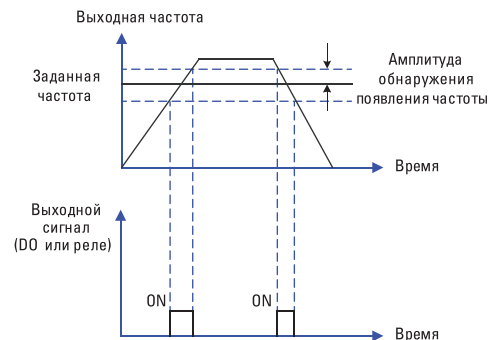 Выходная частота
Заданная
частота
Амплитуда
обнаружения
появления частоты
Время
Выходной
сигнал
(DO или реле)
ON
ON
Время